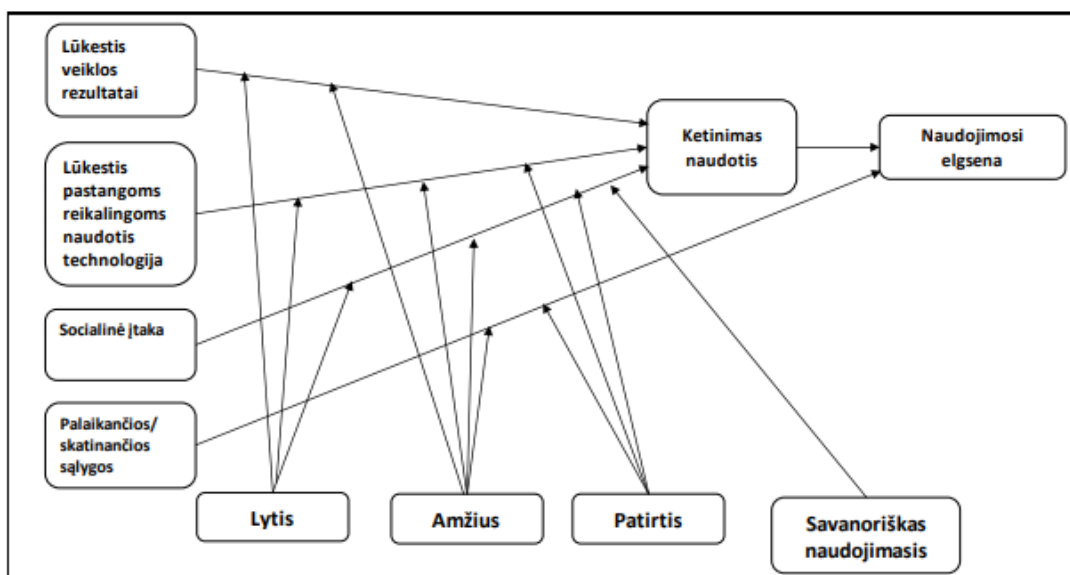 Lūkestis
veiklos
rezultatai
Lūkestis
pastangoms
reikalingoms
naudotis
technologija
Socialinė įtaka
Palaikančios/
skatinančios
sąlygos
Ketinimas
naudotis
Naudojimosi
elgsena
Lytis
Amžius
Patirtis
Savanoriškas
naudojimasis